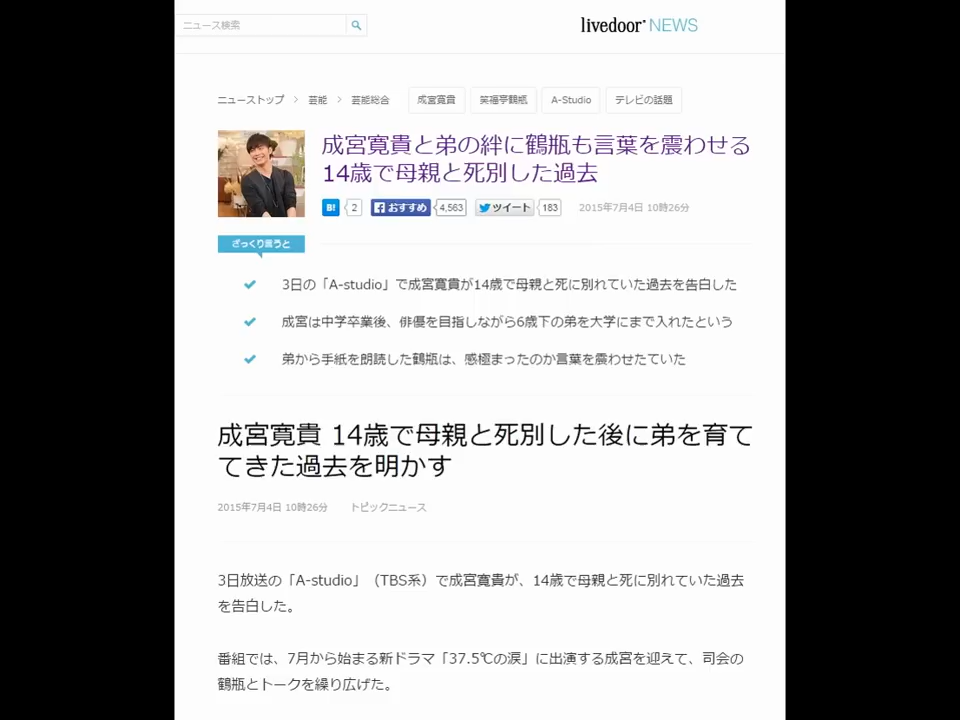 ニュース検索
livedoor NEWS
ニューストップ > 芸能 > 芸能総合 成宮寛貴 笑福亭鶴瓶 A-Studio テレビの話題
成宮寛貴と弟の絆に鶴瓶も言葉を震わせる
14歳で母親と死別した過去
B! 2 おすすめ 4,563 ツイート 183 2015年7月4日 10時26分
ざっくり言うと
3日の「A-studio」で成宮寛貴が14歳で母親と死に別れていた過去を告白した
成宮は中学卒業後、俳優を目指しながら6歳下の弟を大学にまで入れたという
弟から手紙を朗読した鶴瓶は、感極まったのか言葉を震わせたていた
成宮寛貴 14歳で母親と死別した後に弟を育て
てきた過去を明かす
2015年7月4日 10時26分 トピックニュース
3日放送の「A-studio」（TBS系）で成宮寛貴が、14歳で母親と死に別れていた過去
を告白した。
番組では、7月から始まる新ドラマ「37.5℃の涙」に出演する成宮を迎えて、司会の
鶴瓶とトークを繰り広げた。